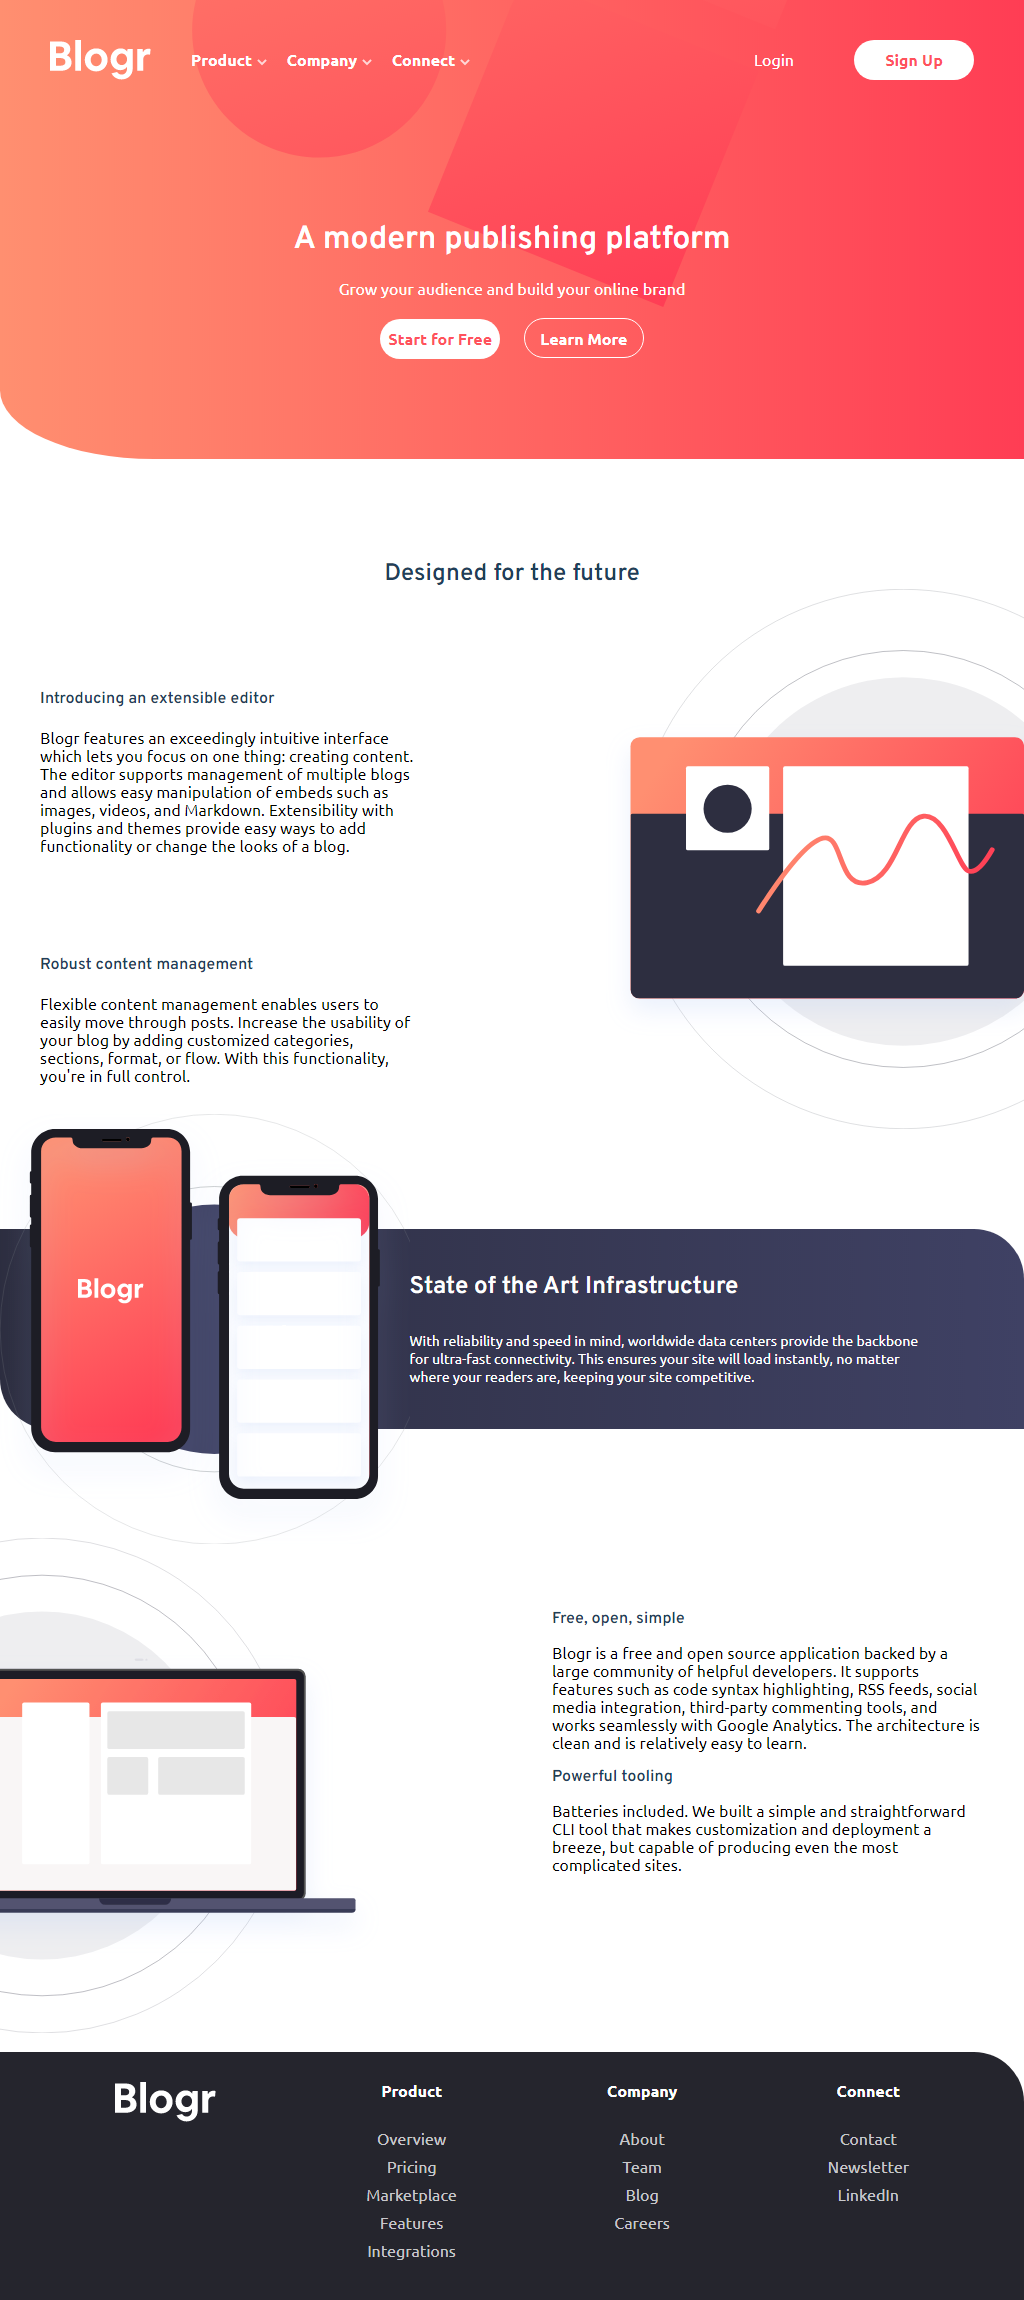 Blogr
Product
Company
Connect
Login
Sign Up
A modern publishing platform
Grow your audience and build your online brand
Start for Free
Learn More
Designed for the future
Introducing an extensible editor
Blogr features an exceedingly intuitive interface
which lets you focus on one thing: creating content.
The editor supports management of multiple blogs
and allows easy manipulation of embeds such as
images, videos, and Markdown. Extensibility with
plugins and themes provide easy ways to add
functionality or change the looks of a blog.
Robust content management
Flexible content management enables users to
easily move through posts. Increase the usability of
your blog by adding customized categories,
sections, format, or flow. With this functionality,
you're in full control.
Blogr
State of the Art Infrastructure
With reliability and speed in mind, worldwide data centers provide the backbone
for ultra-fast connectivity. This ensures your site will load instantly, no matter
where your readers are, keeping your site competitive.
Free, open, simple
Blogr is a free and open source application backed by a
large community of helpful developers. It supports
features such as code syntax highlighting, RSS feeds, social
media integration, third-party commenting tools, and
works seamlessly with Google Analytics. The architecture is
clean and is relatively easy to learn.
Powerful tooling
Batteries included. We built a simple and straightforward
CLI tool that makes customization and deployment a
breeze, but capable of producing even the most
complicated sites.
Blogr
Product
Overview
Pricing
Marketplace
Features
Integrations
Company
About
Team
Blog
Careers
Connect
Contact
Newsletter
LinkedIn